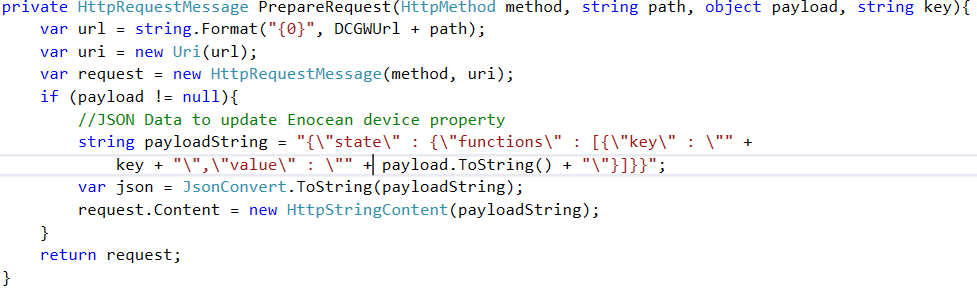 private HttpRequestMessage PrepareRequest(HttpMethod method, string path, object payload, string key){
    var url = string.Format("{0}", DCGWUrl + path);
    var uri = new Uri(url);
    var request = new HttpRequestMessage(method, uri);
    if (payload != null){
        //JSON Data to update Enocean device property
        string payloadString = "{\"state\" : {\"functions\" : [{\"key\" : \"" +
            key + "\",\"value\" : \"" + payload.ToString() + "\"}]}}";
        var json = JsonConvert.ToString(payloadString);
        request.Content = new HttpStringContent(payloadString);
    }
    return request;
}